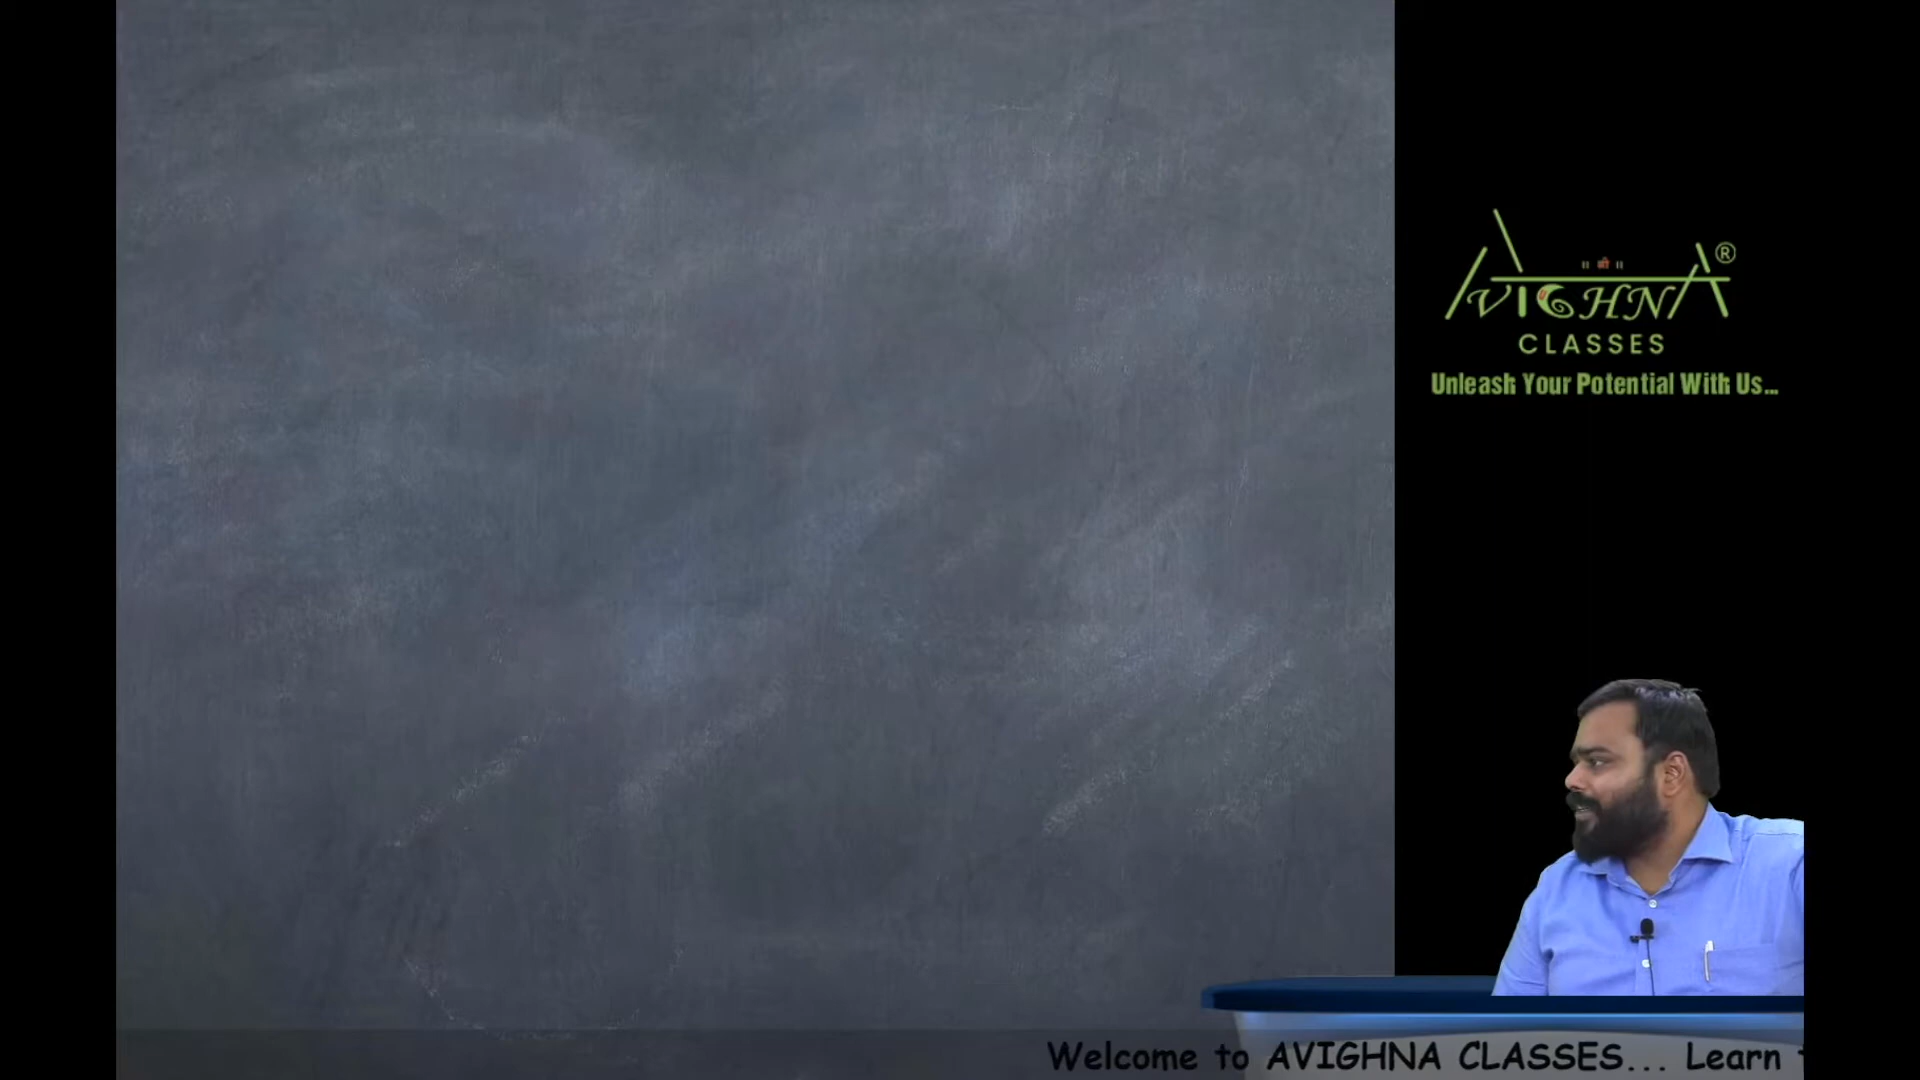 ॥ श्री ॥
AVIGHNA ®
CLASSES
Unleash Your Potential With Us...
Welcome to AVIGHNA CLASSES... Learn